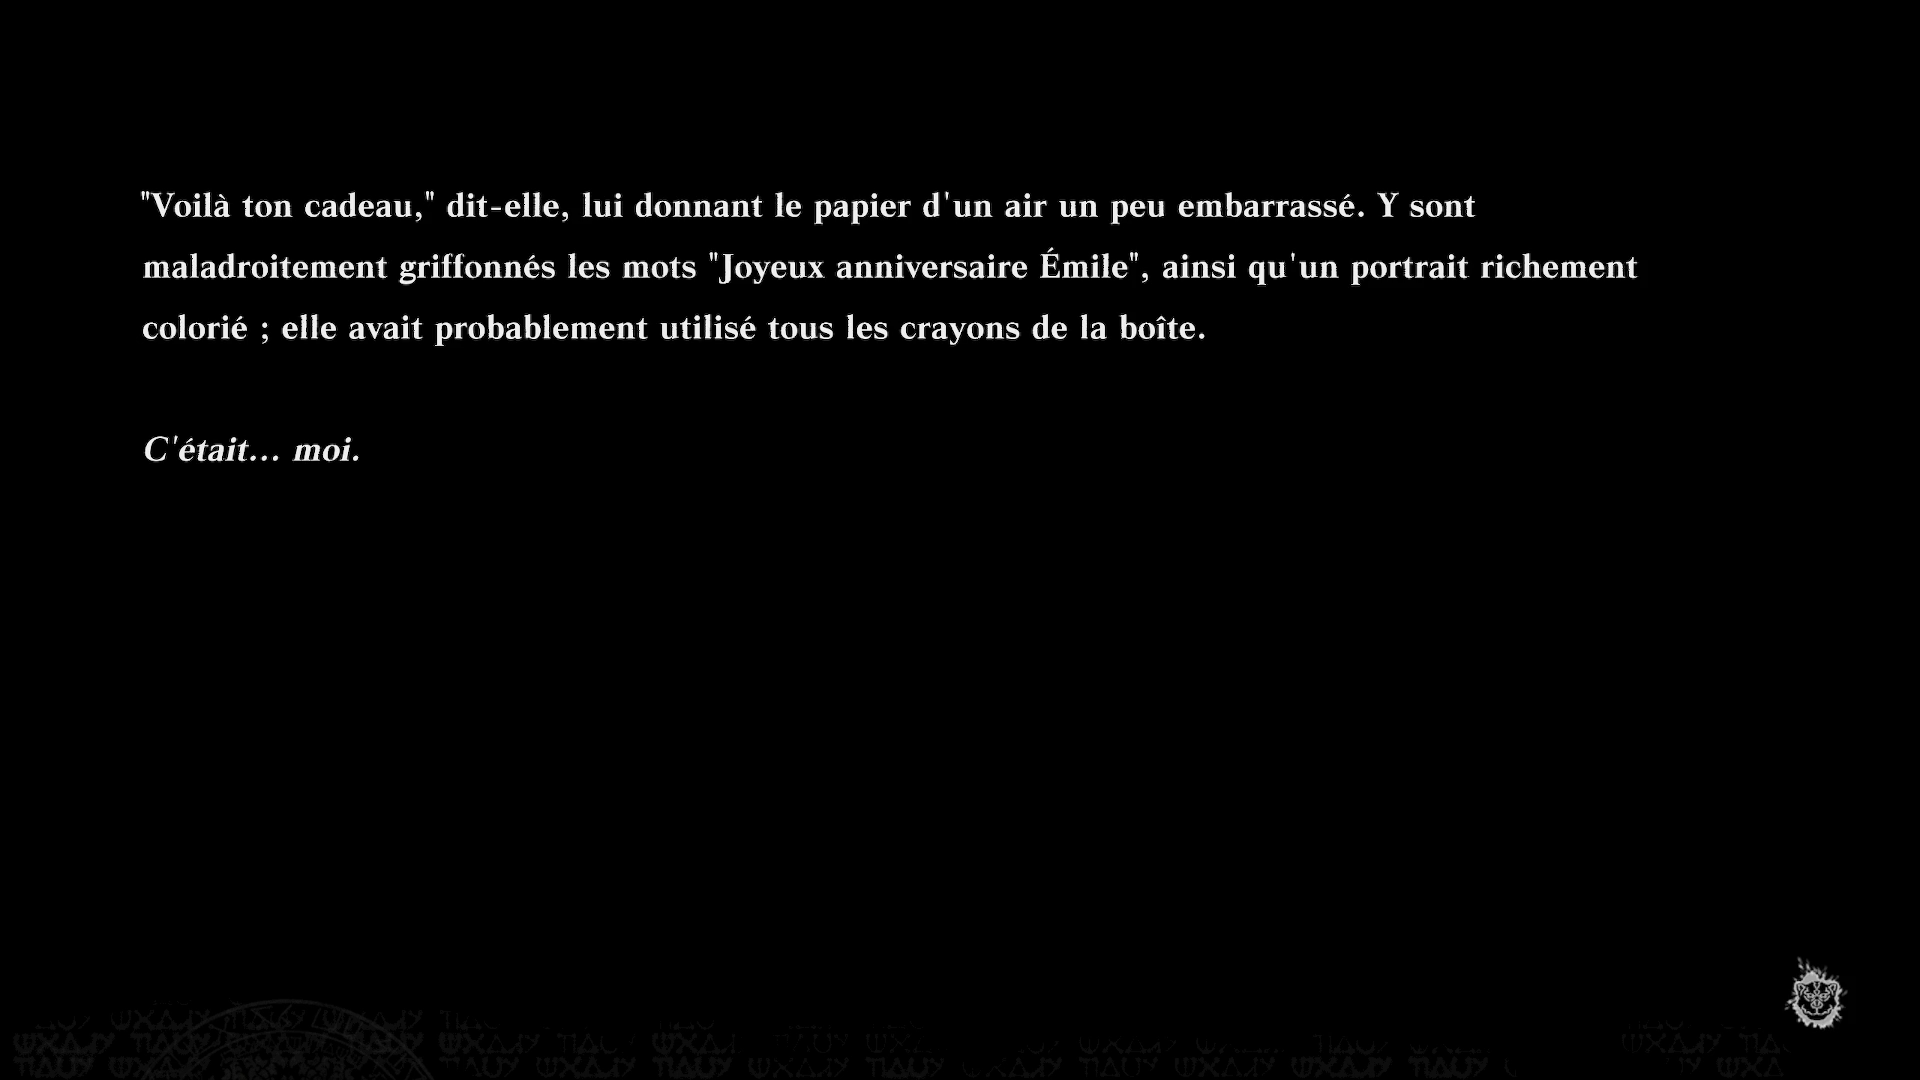 "Voilà ton cadeau," dit-elle, lui donnant le papier d'un air un peu embarrassé. Y sont
maladroitement griffonnés les mots "Joyeux anniversaire Émile", ainsi qu'un portrait richement
colorié ; elle avait probablement utilisé tous les crayons de la boîte.
C'était... moi.